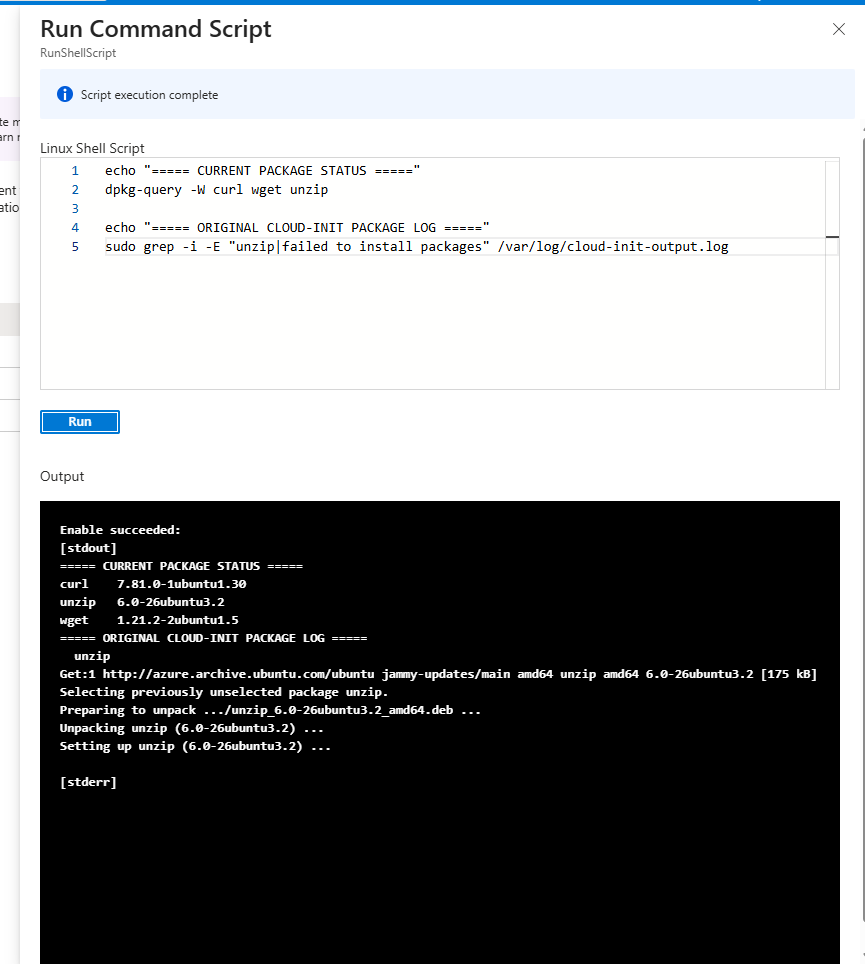 Run Command Script
RunShellScript
Script execution complete
Linux Shell Script
1 echo "===== CURRENT PACKAGE STATUS ====="
2 dpkg-query -W curl wget unzip
3
4 echo "===== ORIGINAL CLOUD-INIT PACKAGE LOG ====="
5 sudo grep -i -E "unzip|failed to install packages" /var/log/cloud-init-output.log
Run
Output
Enable succeeded:
[stdout]
===== CURRENT PACKAGE STATUS =====
curl 7.81.0-1ubuntu1.30
unzip 6.0-26ubuntu3.2
wget 1.21.2-2ubuntu1.5
===== ORIGINAL CLOUD-INIT PACKAGE LOG =====
unzip
Get:1 http://azure.archive.ubuntu.com/ubuntu jammy-updates/main amd64 unzip amd64 6.0-26ubuntu3.2 [175 kB]
Selecting previously unselected package unzip.
Preparing to unpack .../unzip_6.0-26ubuntu3.2_amd64.deb ...
Unpacking unzip (6.0-26ubuntu3.2) ...
Setting up unzip (6.0-26ubuntu3.2) ...
[stderr]